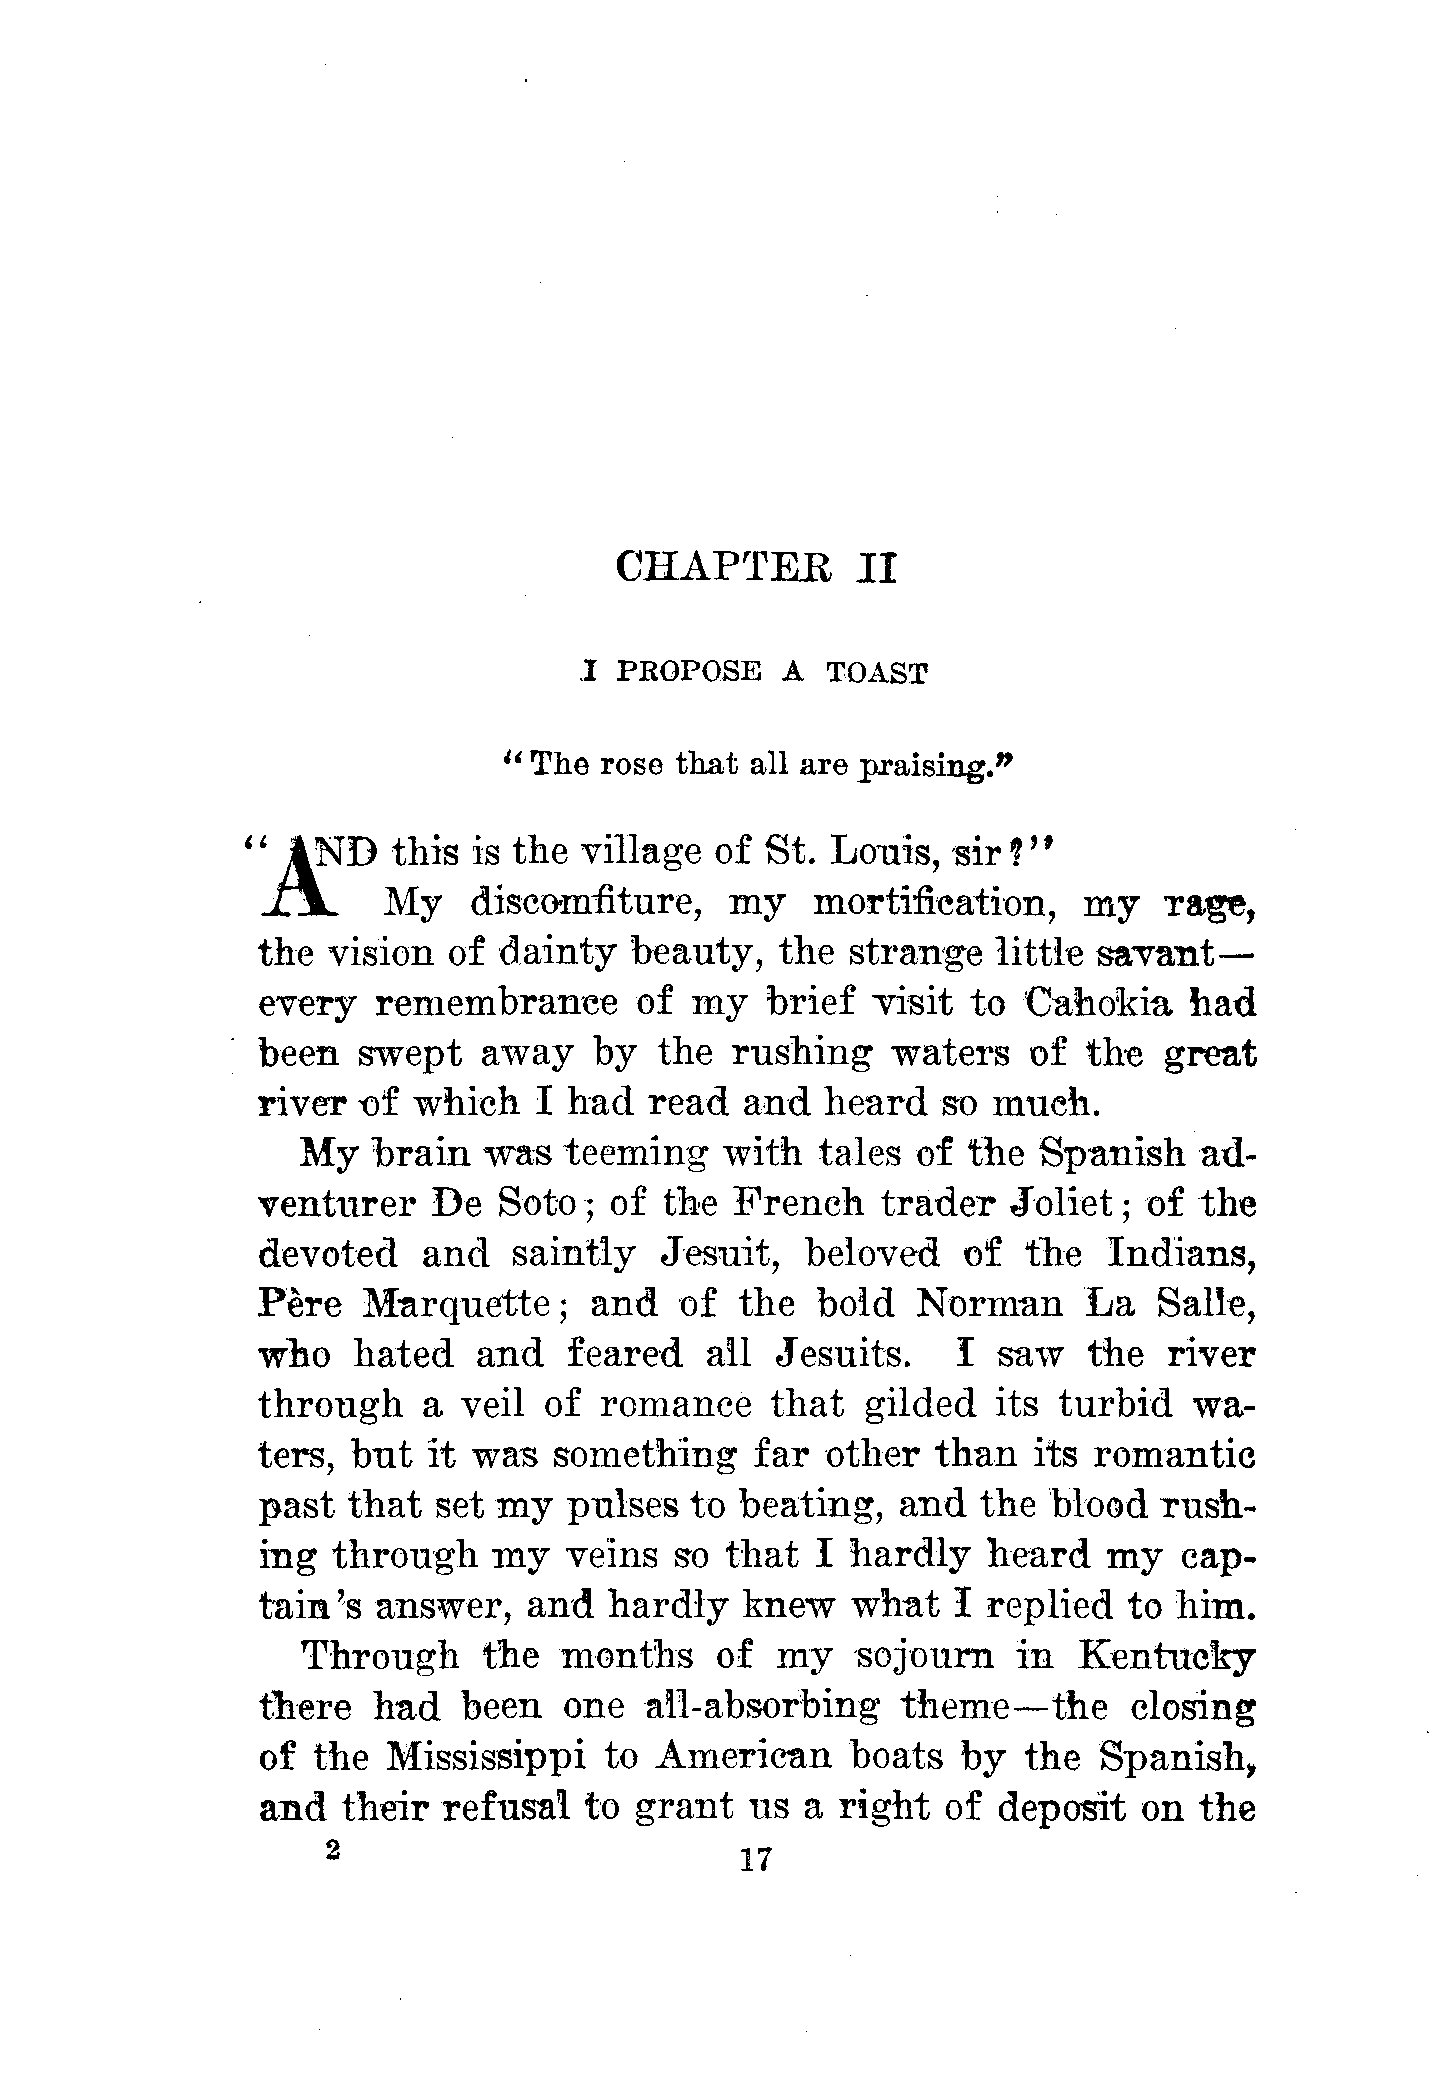 CHAPTER II
I PROPOSE A TOAST
"The rose that all are praising."
"AND this is the village of St. Louis, sir?"
My discomfiture, my mortification, my rage,
the vision of dainty beauty, the strange little savant—
every remembrance of my brief visit to Cahokia had
been swept away by the rushing waters of the great
river of which I had read and heard so much.
My brain was teeming with tales of the Spanish ad-
venturer De Soto; of the French trader Joliet; of the
devoted and saintly Jesuit, beloved of the Indians,
Père Marquette; and of the bold Norman La Salle,
who hated and feared all Jesuits. I saw the river
through a veil of romance that gilded its turbid wa-
ters, but it was something far other than its romantic
past that set my pulses to beating, and the blood rush-
ing through my veins so that I hardly heard my cap-
tain's answer, and hardly knew what I replied to him.
Through the months of my sojourn in Kentucky
there had been one all-absorbing theme—the closing
of the Mississippi to American boats by the Spanish,
and their refusal to grant us a right of deposit on the
2 17